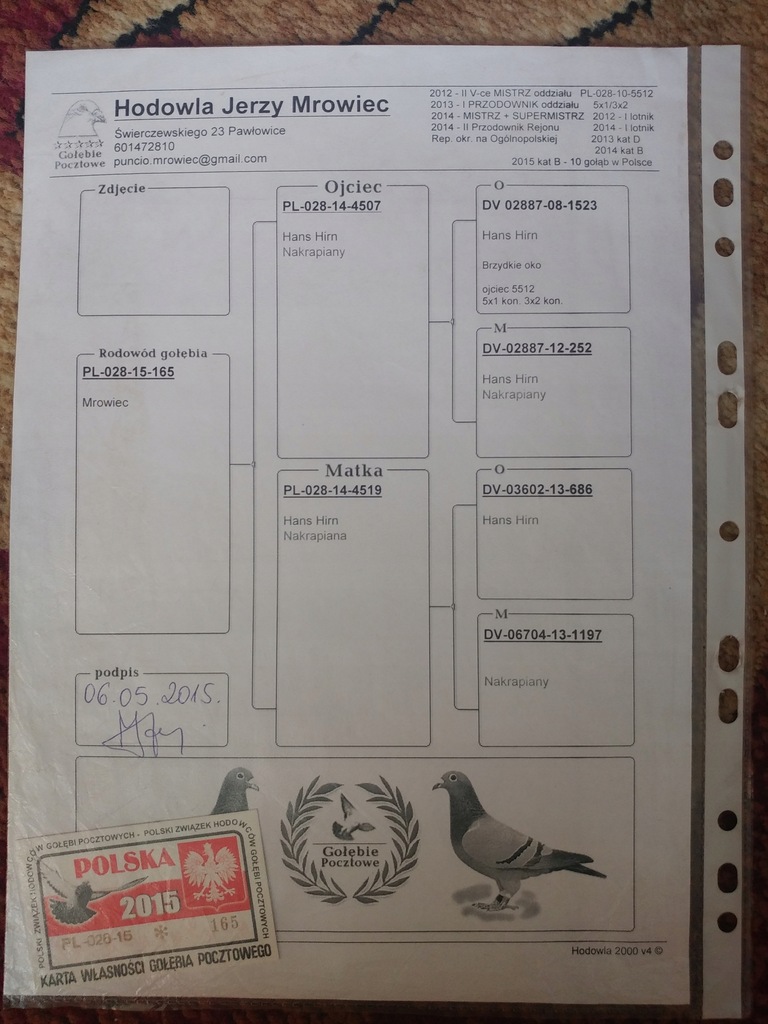 Hodowla Jerzy Mrowiec
Świerczewskiego 23 Pawłowice
601472810
puncio.mrowiec@gmail.com
Gołębie
Pocztowe
2012 - II V-ce MISTRZ oddziału PL-028-10-5512
2013 - I PRZODOWNIK oddziału 5x1/3x2
2014 - MISTRZ + SUPERMISTRZ 2012 - I lotnik
2014 - II Przodownik Rejonu 2014 - I lotnik
Rep. okr. na Ogólnopolskiej 2013 kat D
2014 kat B
2015 kat B - 10 gołąb w Polsce
Zdjęcie
Rodowód gołębia
PL-028-15-165
Mrowiec
podpis
06.05.2015.
Ojciec
PL-028-14-4507
Hans Hirn
Nakrapiany
Matka
PL-028-14-4519
Hans Hirn
Nakrapiana
O
DV 02887-08-1523
Hans Hirn
Brzydkie oko
ojciec 5512
5x1 kon. 3x2 kon.
M
DV-02887-12-252
Hans Hirn
Nakrapiany
O
DV-03602-13-686
Hans Hirn
M
DV-06704-13-1197
Nakrapiany
Gołębie
Pocztowe
W GOŁĘBI POCZTOWYCH - POLSKI ZWIĄZEK HODOWCÓW GOŁĘBI POCZTOWYCH
POLSKI ZWIĄZEK HODOWCÓ
POLSKA
2015
PL-028-15 * 165
KARTA WŁASNOŚCI GOŁĘBIA POCZTOWEGO
Hodowla 2000 v4 ©